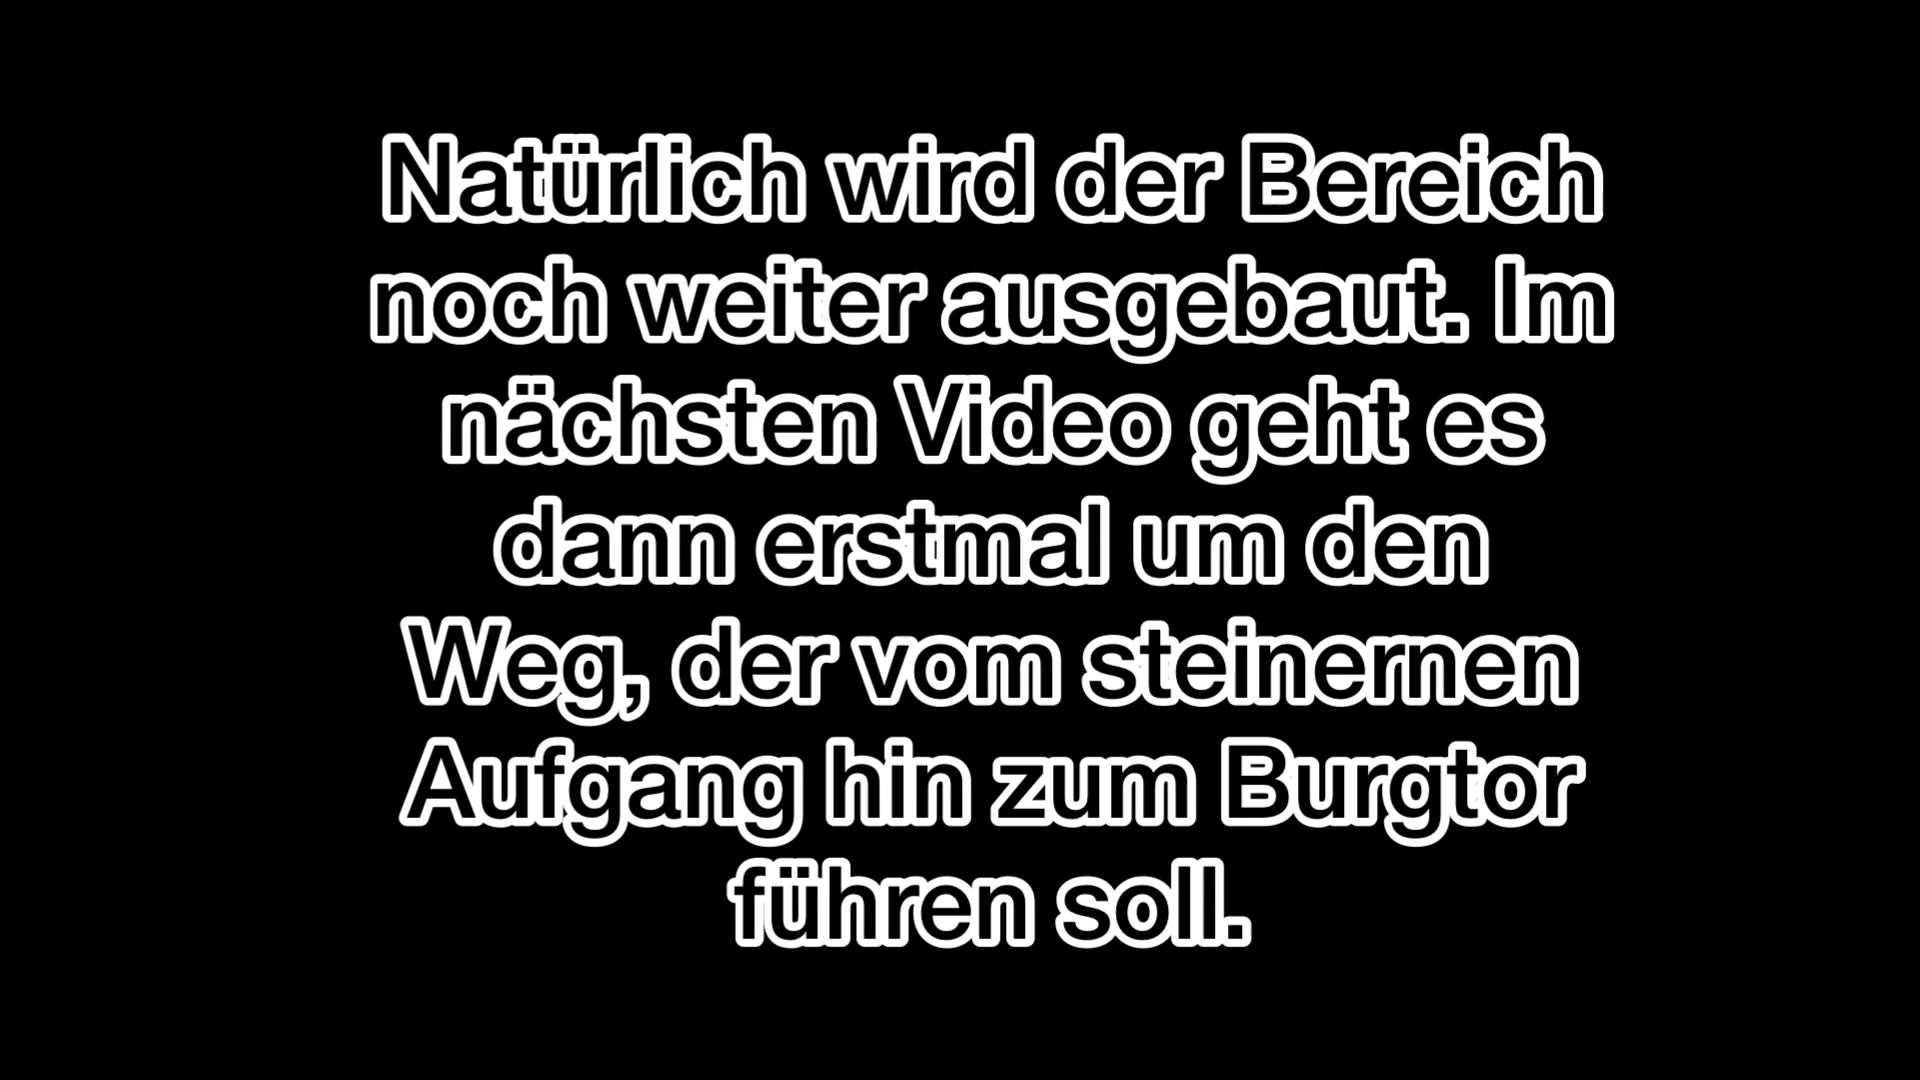 Natürlich wird der Bereich
noch weiter ausgebaut. Im
nächsten Video geht es
dann erstmal um den
Weg, der vom steinernen
Aufgang hin zum Burgtor
führen soll.